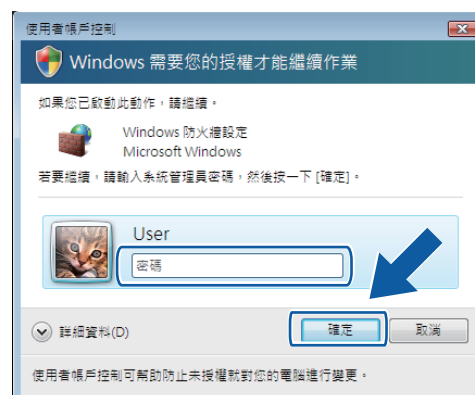 使用者帳戶控制
Windows 需要您的授權才能繼續作業
如果您已啟動此動作，請繼續。
Windows 防火牆設定
Microsoft Windows
若要繼續，請輸入系統管理員密碼，然後按一下 [確定]。
User
密碼
詳細資料(D)
確定
取消
使用者帳戶控制可幫助防止未授權就對您的電腦進行變更。